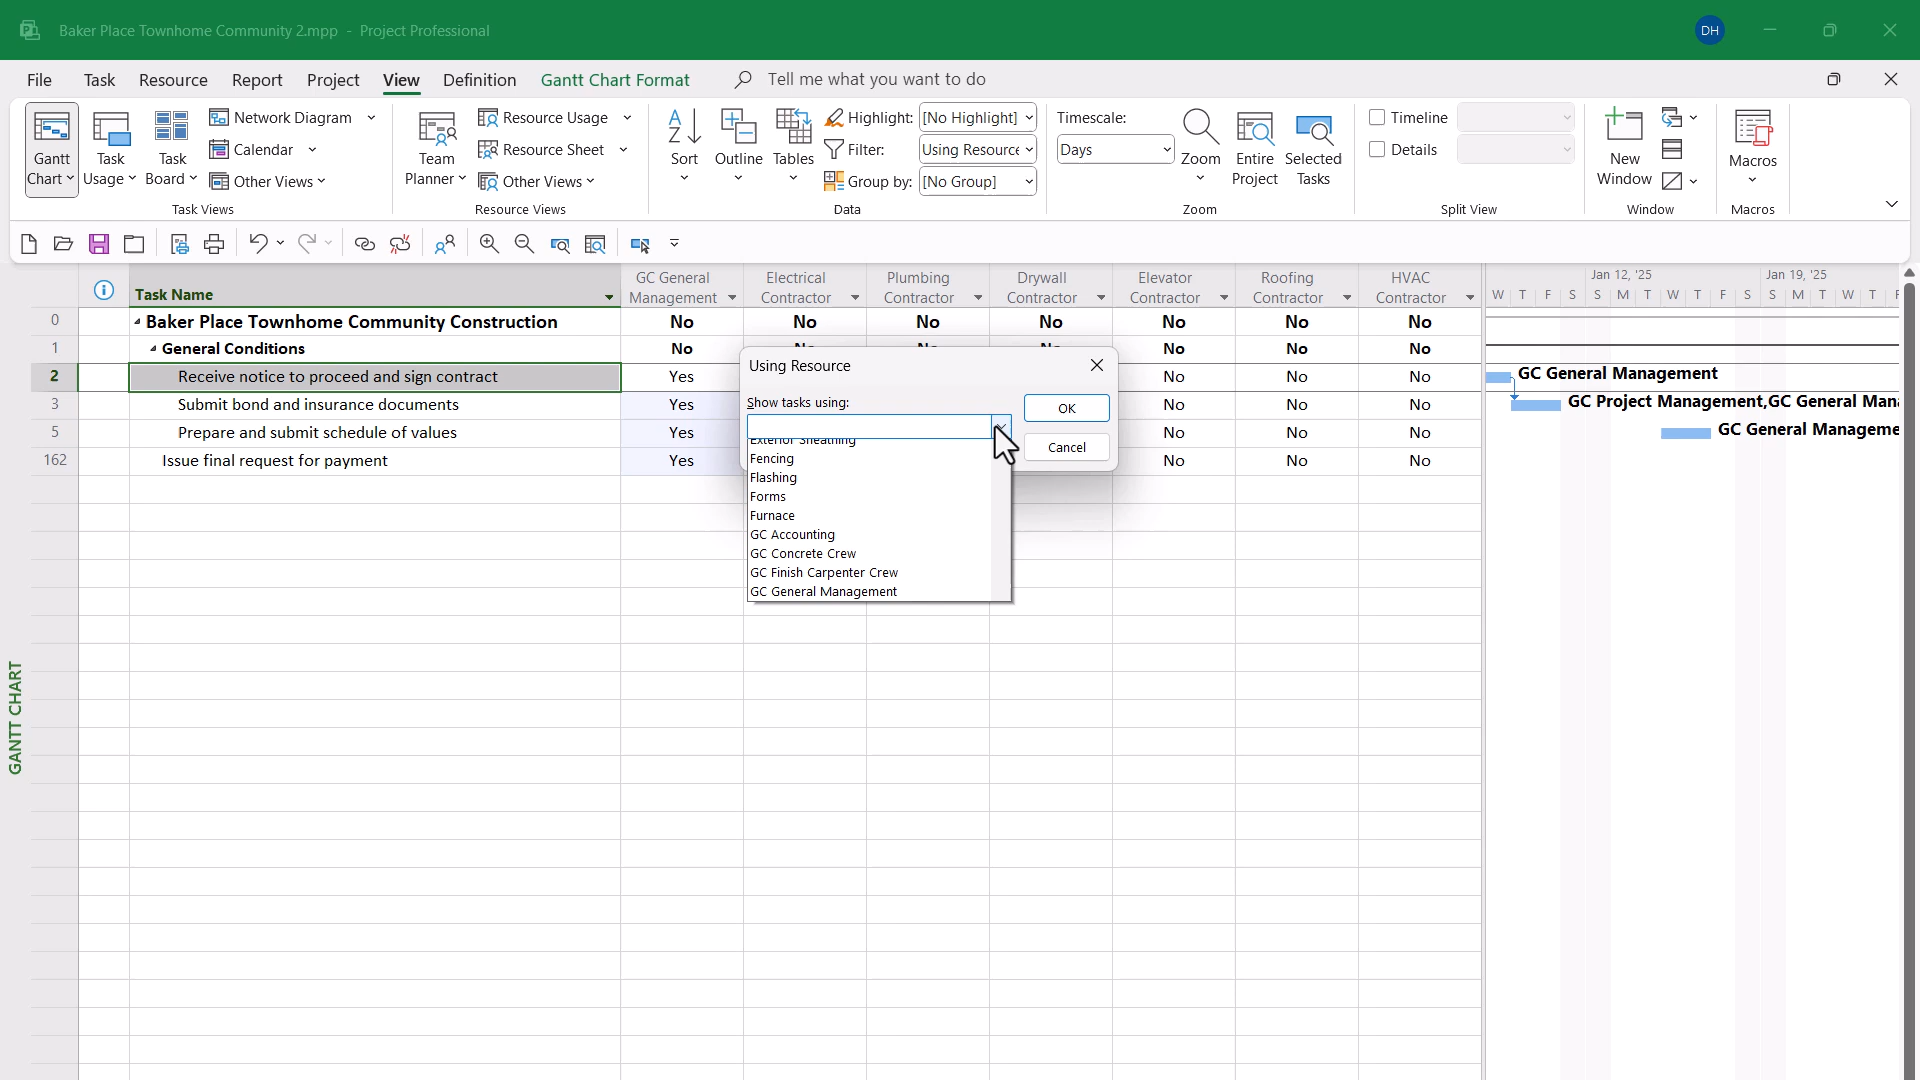 Baker Place Townhome Community 2.mpp - Project Professional
DH
File Task Resource Report Project View Definition Gantt Chart Format Tell me what you want to do
Gantt Chart
Task Usage
Task Board
Network Diagram
Calendar
Other Views
Task Views
Team Planner
Resource Usage
Resource Sheet
Other Views
Resource Views
Sort
Outline
Tables
Highlight: [No Highlight]
Filter: Using Resource
Group by: [No Group]
Data
Timescale:
Days
Zoom
Entire Project
Selected Tasks
Zoom
Timeline
Details
Split View
New Window
Window
Macros
Macros
Task Name
GC General Management
Electrical Contractor
Plumbing Contractor
Drywall Contractor
Elevator Contractor
Roofing Contractor
HVAC Contractor
Jan 12, '25 Jan 19, '25
W T F S S M T W T F S S M T W T F
0 Baker Place Townhome Community Construction No No No No No No No
1 General Conditions No No No No No No No
2 Receive notice to proceed and sign contract Yes No No No
3 Submit bond and insurance documents Yes No No No
5 Prepare and submit schedule of values Yes No No No
162 Issue final request for payment Yes No No No
GC General Management
GC Project Management,GC General Mana
GC General Manageme
Using Resource
Show tasks using:
OK
Cancel
Exterior Sheathing
Fencing
Flashing
Forms
Furnace
GC Accounting
GC Concrete Crew
GC Finish Carpenter Crew
GC General Management
GANTT CHART